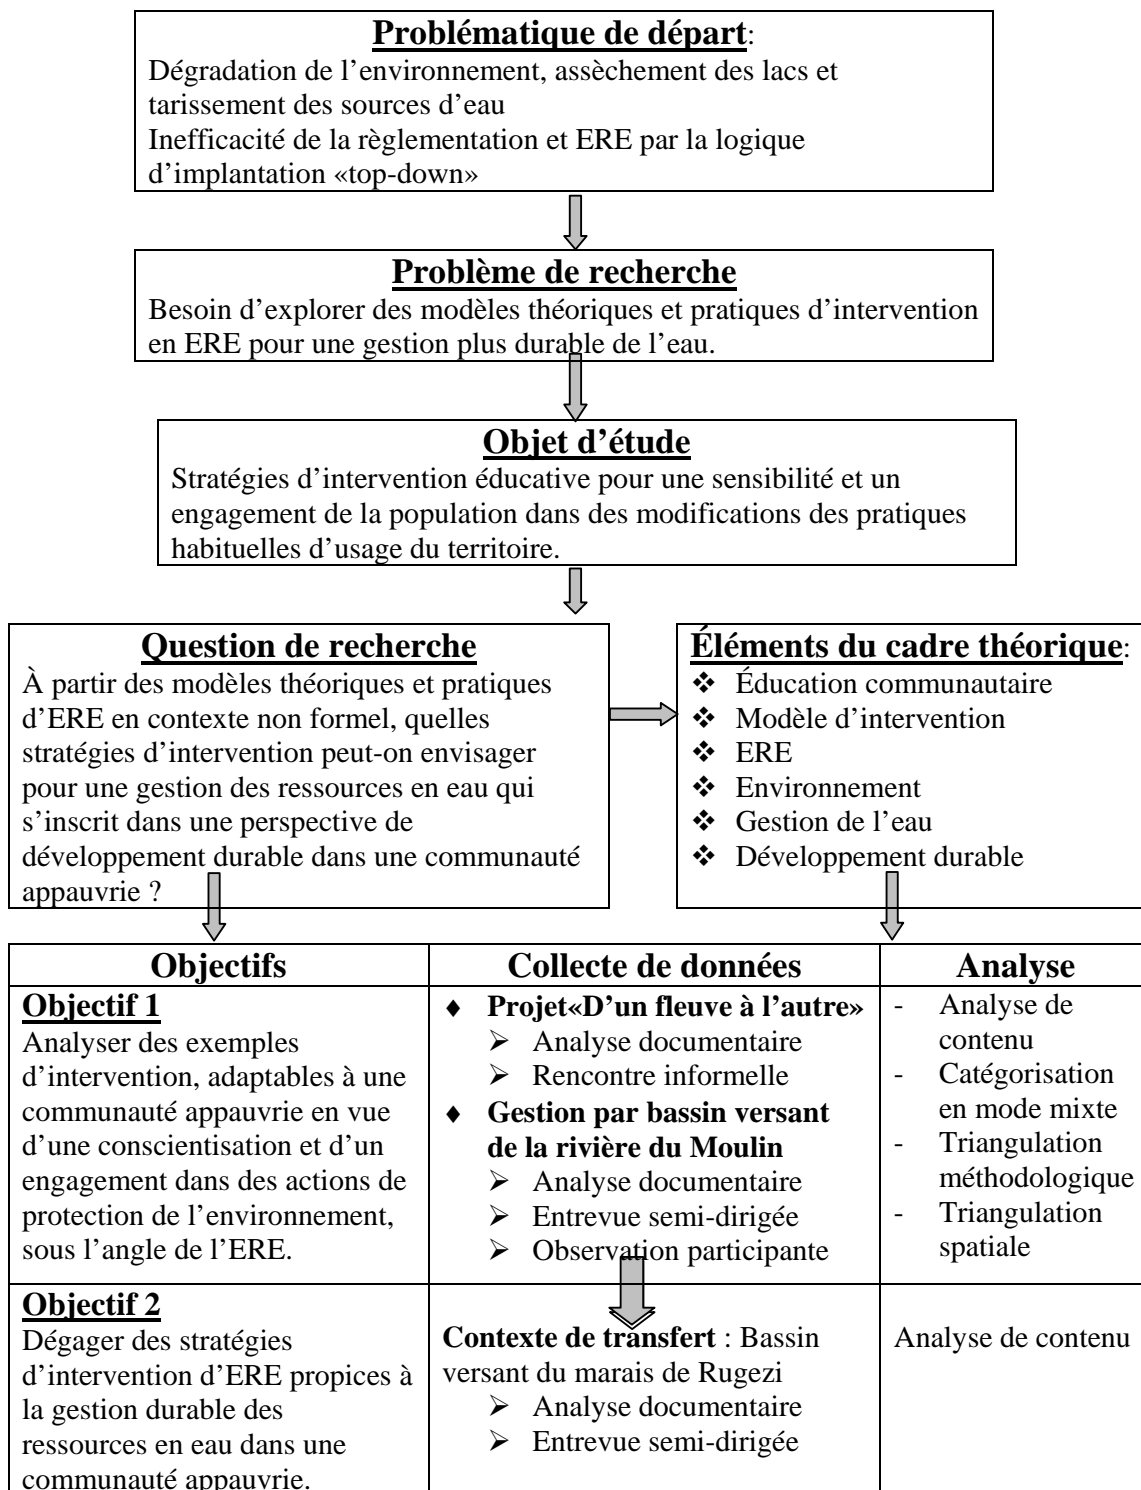 Problématique de départ:
Dégradation de l’environnement, assèchement des lacs et
tarissement des sources d’eau
Inefficacité de la règlementation et ERE par la logique
d’implantation «top-down»
Problème de recherche
Besoin d’explorer des modèles théoriques et pratiques d’intervention
en ERE pour une gestion plus durable de l’eau.
Objet d’étude
Stratégies d’intervention éducative pour une sensibilité et un
engagement de la population dans des modifications des pratiques
habituelles d’usage du territoire.
Question de recherche
À partir des modèles théoriques et pratiques
d’ERE en contexte non formel, quelles
stratégies d’intervention peut-on envisager
pour une gestion des ressources en eau qui
s’inscrit dans une perspective de
développement durable dans une communauté
appauvrie ?
Éléments du cadre théorique:
❖ Éducation communautaire
❖ Modèle d’intervention
❖ ERE
❖ Environnement
❖ Gestion de l’eau
❖ Développement durable
Objectifs
Collecte de données
Analyse
Objectif 1
Analyser des exemples
d’intervention, adaptables à une
communauté appauvrie en vue
d’une conscientisation et d’un
engagement dans des actions de
protection de l’environnement,
sous l’angle de l’ERE.
♦ Projet«D’un fleuve à l’autre»
➢ Analyse documentaire
➢ Rencontre informelle
♦ Gestion par bassin versant
de la rivière du Moulin
➢ Analyse documentaire
➢ Entrevue semi-dirigée
➢ Observation participante
- Analyse de
contenu
- Catégorisation
en mode mixte
- Triangulation
méthodologique
- Triangulation
spatiale
Objectif 2
Dégager des stratégies
d’intervention d’ERE propices à
la gestion durable des
ressources en eau dans une
communauté appauvrie.
Contexte de transfert : Bassin
versant du marais de Rugezi
➢ Analyse documentaire
➢ Entrevue semi-dirigée
Analyse de contenu